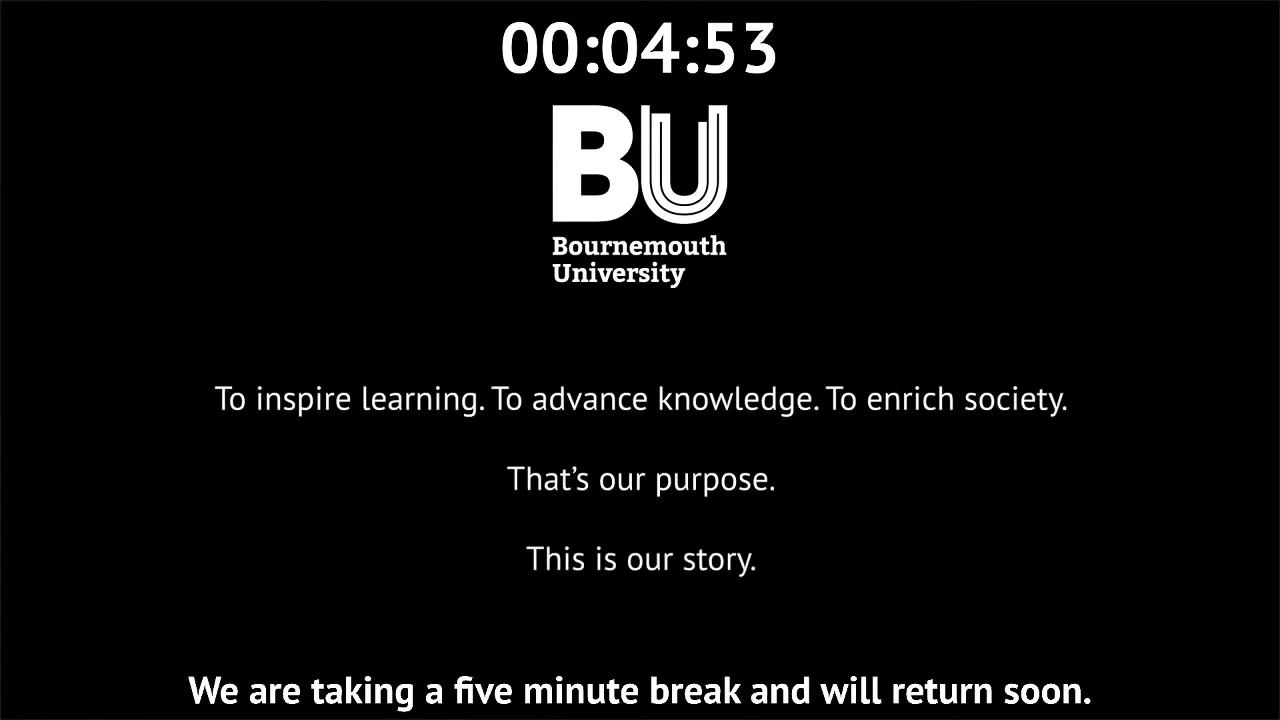 00:04:53
BU
Bournemouth
University
To inspire learning. To advance knowledge. To enrich society.
That’s our purpose.
This is our story.
We are taking a five minute break and will return soon.